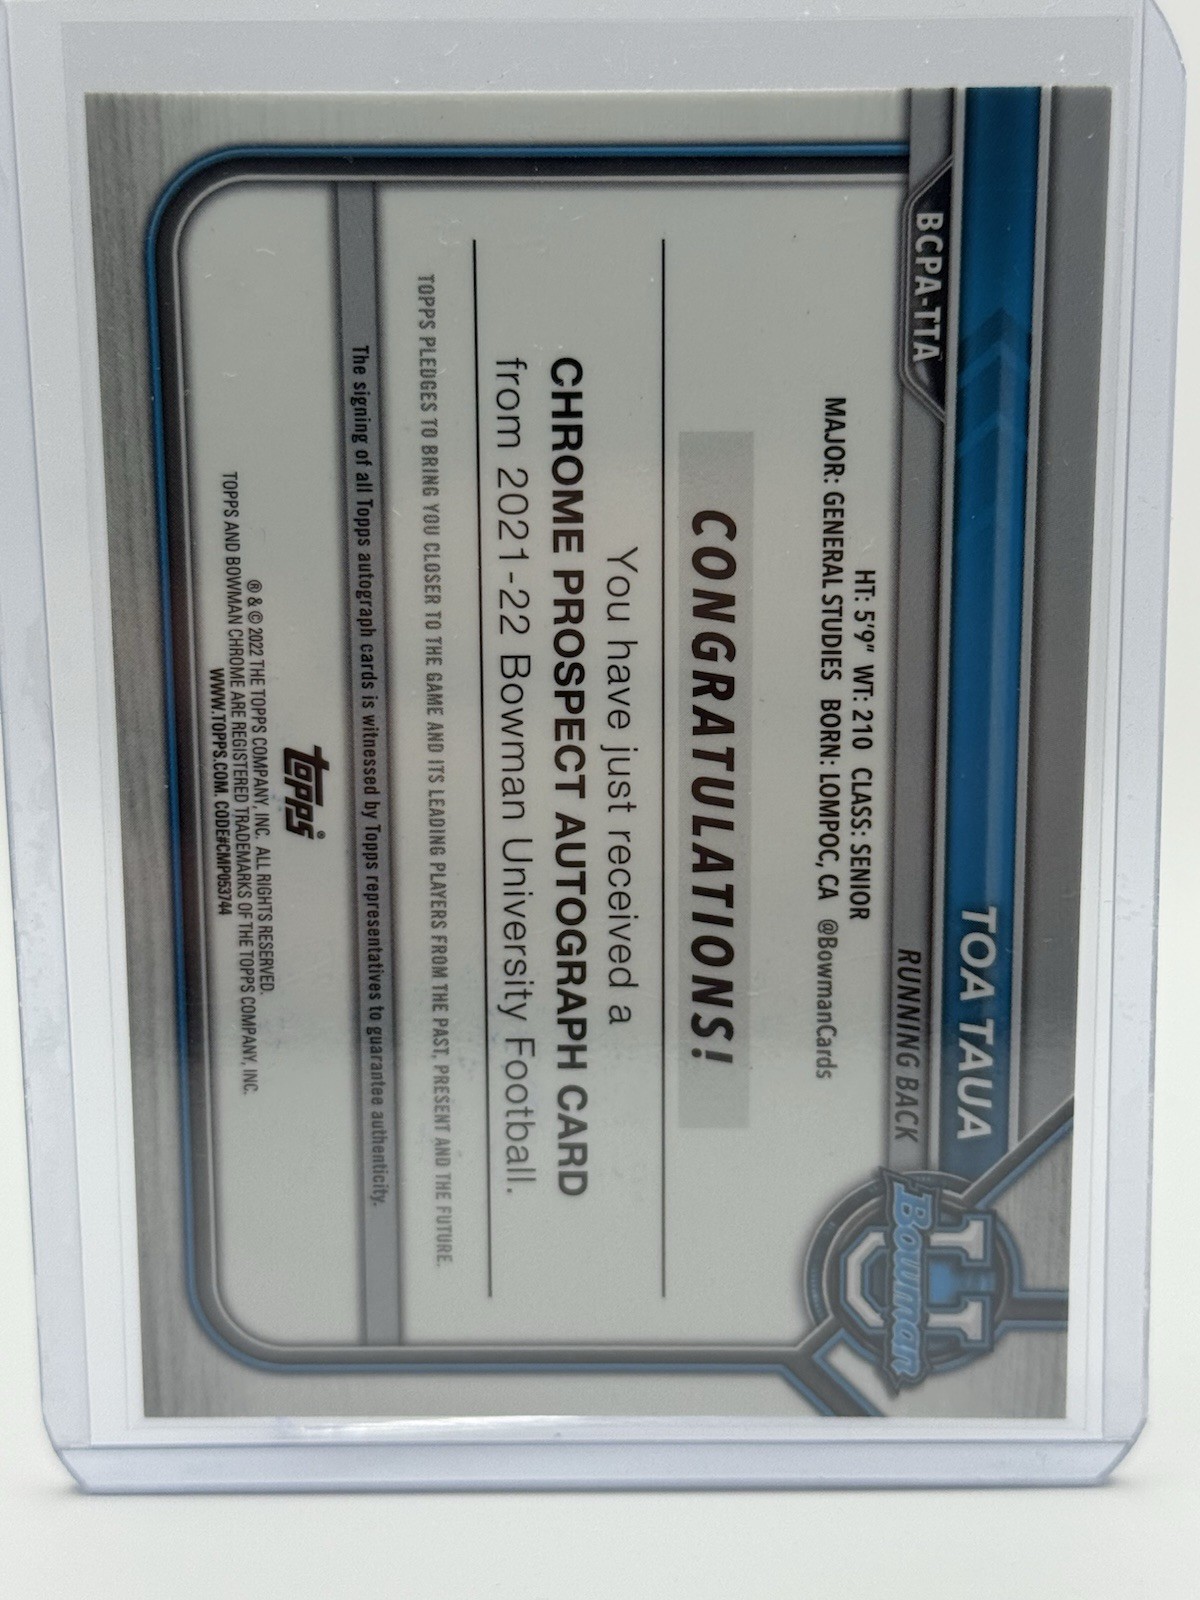 BCPA-TTA
TOA TAUA
RUNNING BACK
U
Bowman
HT: 5'9" WT: 210 CLASS: SENIOR
MAJOR: GENERAL STUDIES BORN: LOMPOC, CA @BowmanCards
CONGRATULATIONS!
You have just received a
CHROME PROSPECT AUTOGRAPH CARD
from 2021-22 Bowman University Football.
TOPPS PLEDGES TO BRING YOU CLOSER TO THE GAME AND ITS LEADING PLAYERS FROM THE PAST, PRESENT AND THE FUTURE.
The signing of all Topps autograph cards is witnessed by Topps representatives to guarantee authenticity.
topps®
® & © 2022 THE TOPPS COMPANY, INC. ALL RIGHTS RESERVED.
TOPPS AND BOWMAN CHROME ARE REGISTERED TRADEMARKS OF THE TOPPS COMPANY, INC.
WWW.TOPPS.COM. CODE#CMP053744